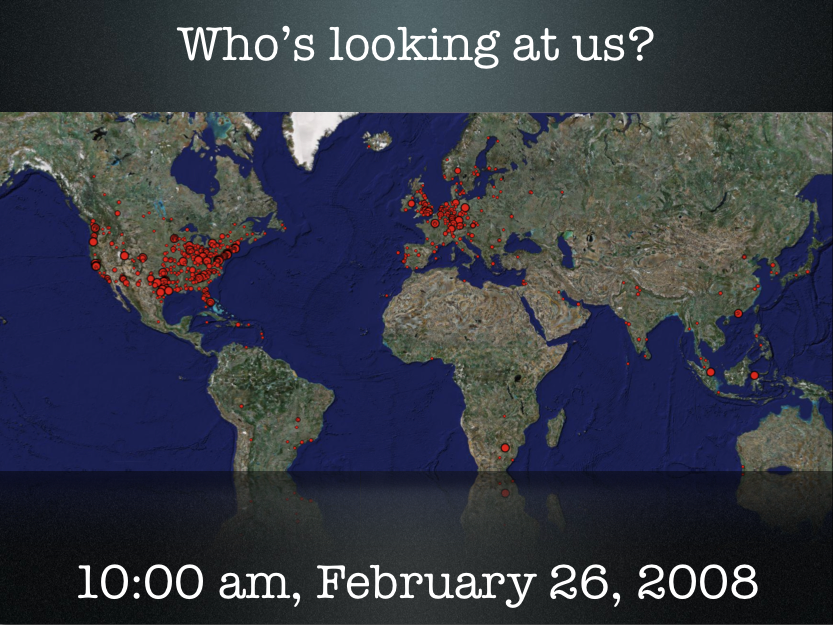 Who’s looking at us?
10:00 am, February 26, 2008